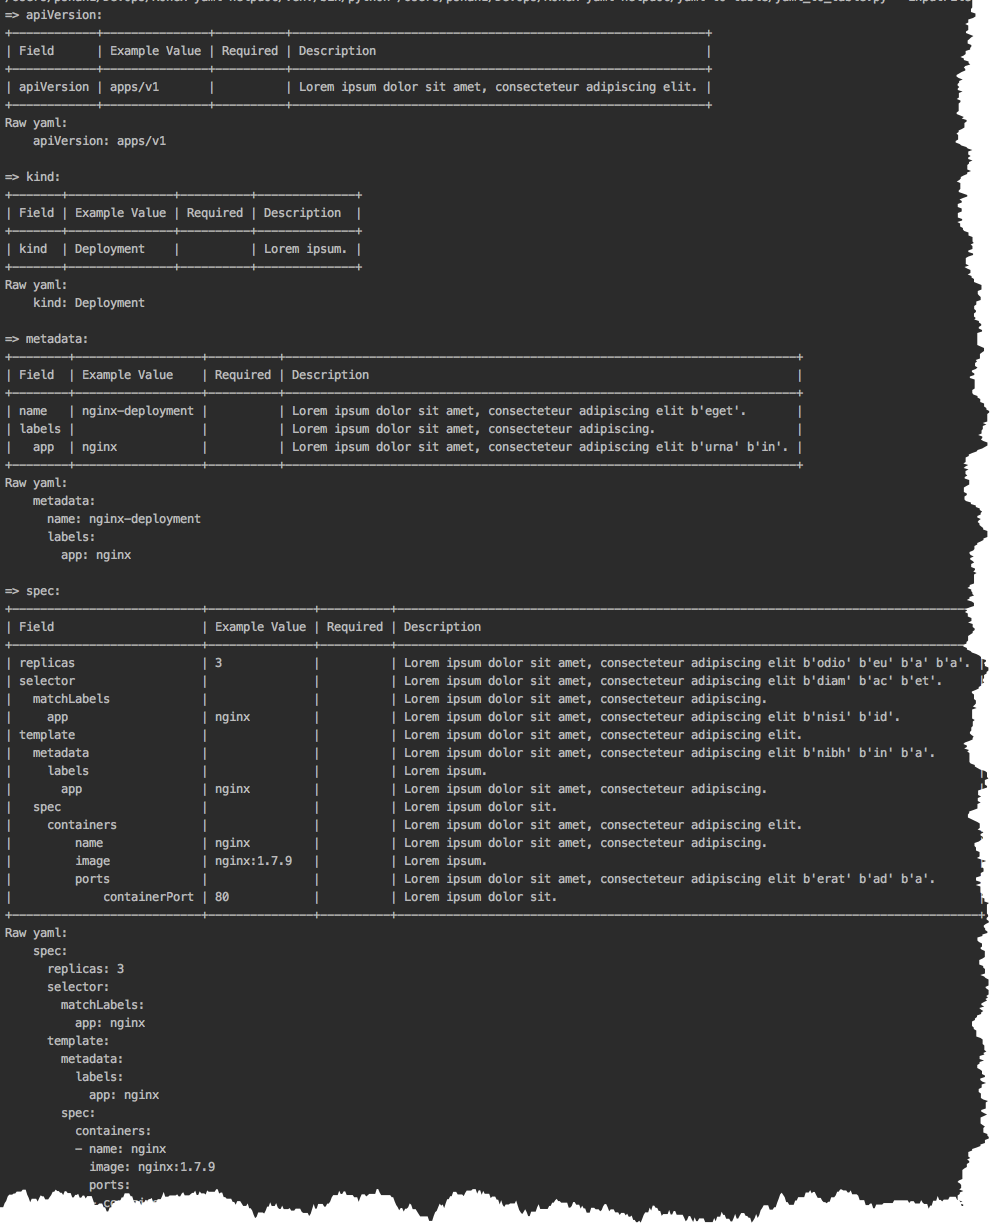 => apiVersion:
+----------+---------------+----------+----------------------------------------------------------+
| Field | Example Value | Required | Description |
+----------+---------------+----------+----------------------------------------------------------+
| apiVersion | apps/v1 | | Lorem ipsum dolor sit amet, consecteteur adipiscing elit. |
+----------+---------------+----------+----------------------------------------------------------+
Raw yaml:
apiVersion: apps/v1
=> kind:
+-------+---------------+----------+--------------+
| Field | Example Value | Required | Description |
+-------+---------------+----------+--------------+
| kind | Deployment | | Lorem ipsum. |
+-------+---------------+----------+--------------+
Raw yaml:
kind: Deployment
=> metadata:
+--------+------------------+----------+------------------------------------------------+
| Field | Example Value | Required | Description |
+--------+------------------+----------+------------------------------------------------+
| name | nginx-deployment | | Lorem ipsum dolor sit amet, consecteteur adipiscing elit b'eget'. |
| labels | | | Lorem ipsum dolor sit amet, consecteteur adipiscing. |
| app | nginx | | Lorem ipsum dolor sit amet, consecteteur adipiscing elit b'urna' b'in'. |
+--------+------------------+----------+------------------------------------------------+
Raw yaml:
metadata:
name: nginx-deployment
labels:
app: nginx
=> spec:
+---------------------------+---------------+----------+------------------------------------------------
| Field | Example Value | Required | Description
+---------------------------+---------------+----------+------------------------------------------------
| replicas | 3 | | Lorem ipsum dolor sit amet, consecteteur adipiscing elit b'odio' b'eu' b'a' b'a'. |
| selector | | | Lorem ipsum dolor sit amet, consecteteur adipiscing elit b'diam' b'ac' b'et'.
| matchLabels | | | Lorem ipsum dolor sit amet, consecteteur adipiscing.
| app | nginx | | Lorem ipsum dolor sit amet, consecteteur adipiscing elit b'nisi' b'id'.
| template | | | Lorem ipsum dolor sit amet, consecteteur adipiscing elit.
| metadata | | | Lorem ipsum dolor sit amet, consecteteur adipiscing elit b'nibh' b'in' b'a'.
| labels | | | Lorem ipsum.
| app | nginx | | Lorem ipsum dolor sit amet, consecteteur adipiscing.
| spec | | | Lorem ipsum dolor sit.
| containers | | | Lorem ipsum dolor sit amet, consecteteur adipiscing elit.
| name | nginx | | Lorem ipsum dolor sit amet, consecteteur adipiscing.
| image | nginx:1.7.9 | | Lorem ipsum.
| ports | | | Lorem ipsum dolor sit amet, consecteteur adipiscing elit b'erat' b'ad' b'a'.
| containerPort | 80 | | Lorem ipsum dolor sit.
+---------------------------+---------------+----------+------------------------------------------------+
Raw yaml:
spec:
replicas: 3
selector:
matchLabels:
app: nginx
template:
metadata:
labels:
app: nginx
spec:
containers:
- name: nginx
image: nginx:1.7.9
ports: